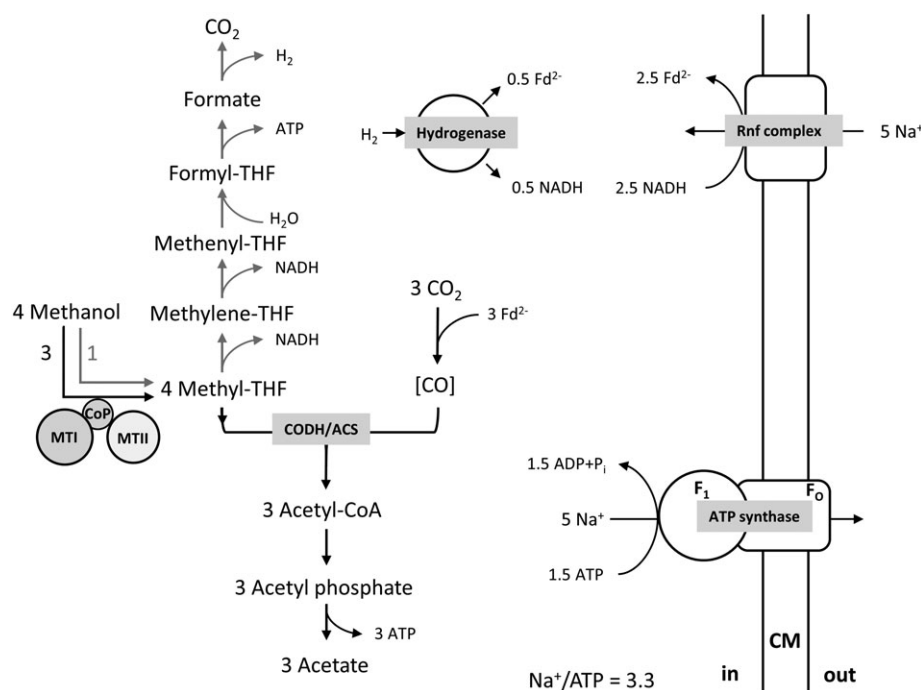 CO₂
H₂
Formate
ATP
Formyl-THF
H₂O
Methenyl-THF
NADH
Methylene-THF
NADH
4 Methanol
3
1
4 Methyl-THF
CoP
MTI
MTII
3 CO₂
3 Fd²⁻
[CO]
CODH/ACS
3 Acetyl-CoA
3 Acetyl phosphate
3 ATP
3 Acetate
H₂
Hydrogenase
0.5 Fd²⁻
0.5 NADH
2.5 Fd²⁻
Rnf complex
5 Na⁺
2.5 NADH
1.5 ADP+Pᵢ
F₁
F₀
5 Na⁺
ATP synthase
1.5 ATP
CM
in
out
Na⁺/ATP = 3.3